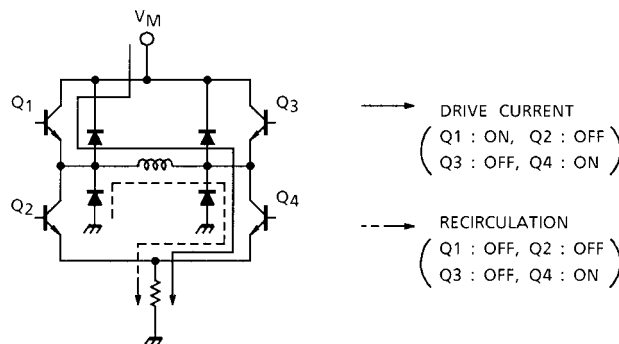 VM
Q1
Q3
Q2
Q4
DRIVE CURRENT
( Q1 : ON, Q2 : OFF
Q3 : OFF, Q4 : ON )
RECIRCULATION
( Q1 : OFF, Q2 : OFF
Q3 : OFF, Q4 : ON )